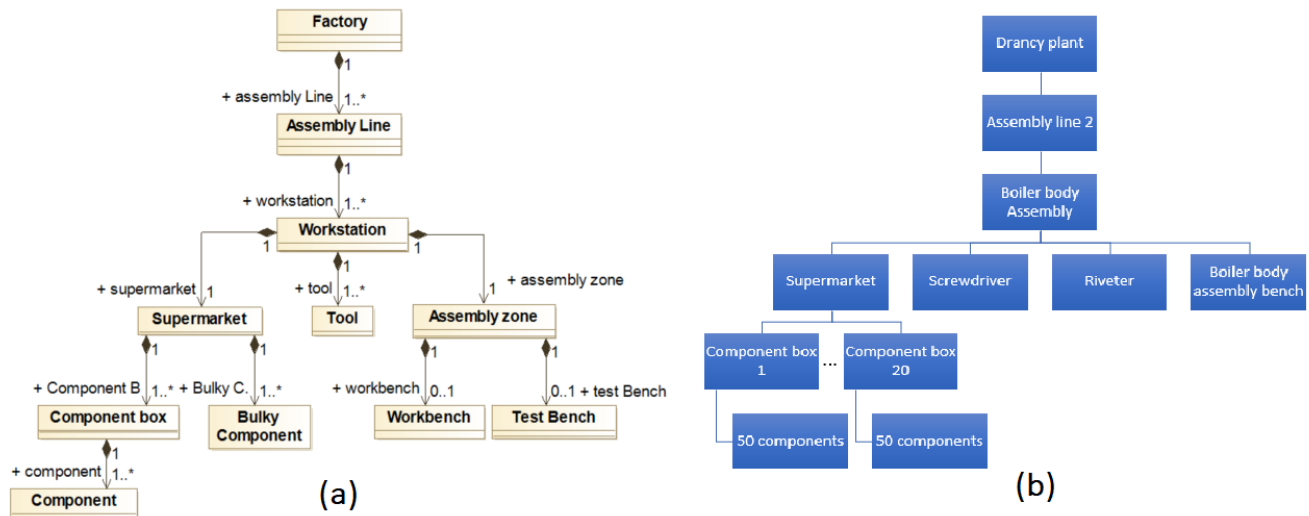 Factory
1
+ assembly Line
1..*
Assembly Line
1
+ workstation
1..*
Workstation
1
1
1
+ supermarket
1
+ tool
1..*
+ assembly zone
1
Supermarket
Tool
Assembly zone
1
1
1
1
+ Component B
1..*
+ Bulky C.
1..*
+ workbench
0..1
0..1
+ test Bench
Component box
Bulky
Component
Workbench
Test Bench
1
+ component
1..*
Component
(a)
Drancy plant
Assembly line 2
Boiler body
Assembly
Supermarket
Screwdriver
Riveter
Boiler body
assembly bench
Component box
1
...
Component box
20
50 components
50 components
(b)